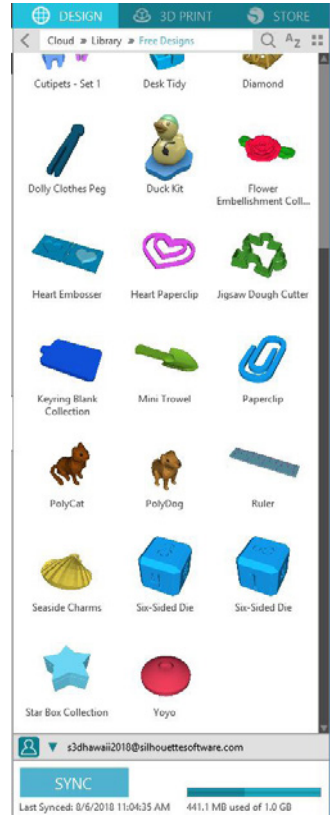 DESIGN 3D PRINT STORE
Cloud » Library » Free Designs AZ
Cutipets - Set 1 Desk Tidy Diamond
Dolly Clothes Peg Duck Kit Flower
Embellishment Coll...
Heart Embosser Heart Paperclip Jigsaw Dough Cutter
Keyring Blank Mini Trowel Paperclip
Collection
PolyCat PolyDog Ruler
Seaside Charms Six-Sided Die Six-Sided Die
Star Box Collection Yoyo
s3dhawaii2018@silhouettesoftware.com
SYNC
Last Synced: 8/6/2018 11:04:35 AM 441.1 MB used of 1.0 GB